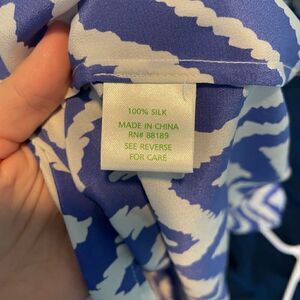 100% SILK
MADE IN CHINA
RN# 88189
SEE REVERSE
FOR CARE